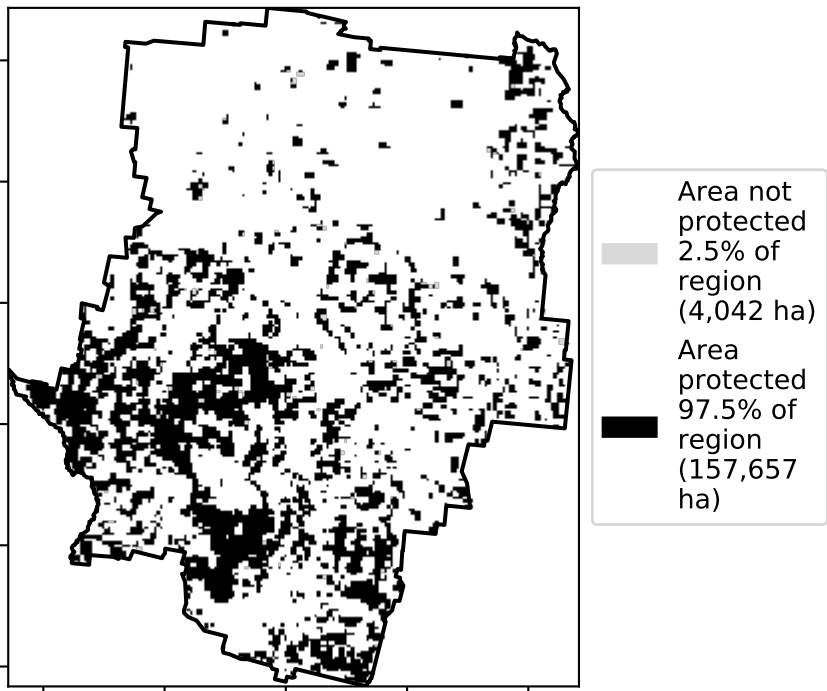 Area not
protected
2.5% of
region
(4,042 ha)
Area
protected
97.5% of
region
(157,657
ha)